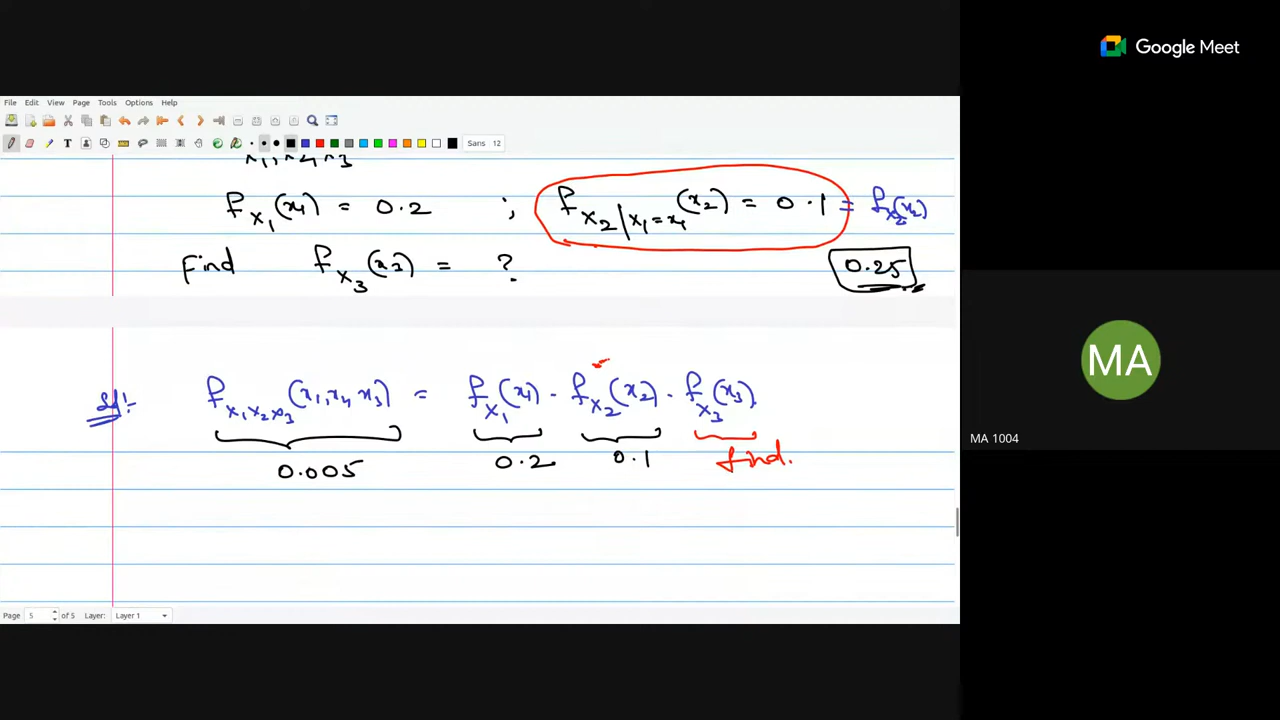 Google Meet
File Edit View Page Tools Options Help
Sans 12
f_{X_1}(x_1) = 0.2 ; f_{X_2|X_1=x_1}(x_2) = 0.1 = f_{X_2}(x_2)
Find f_{X_3}(x_3) = ? 0.25
f_{X_1X_2X_3}(x_1, x_2, x_3) = f_{X_1}(x_1) · f_{X_2}(x_2) · f_{X_3}(x_3)
0.005 0.2 0.1 find.
MA
MA 1004
Page 5 of 5 Layer: Layer 1